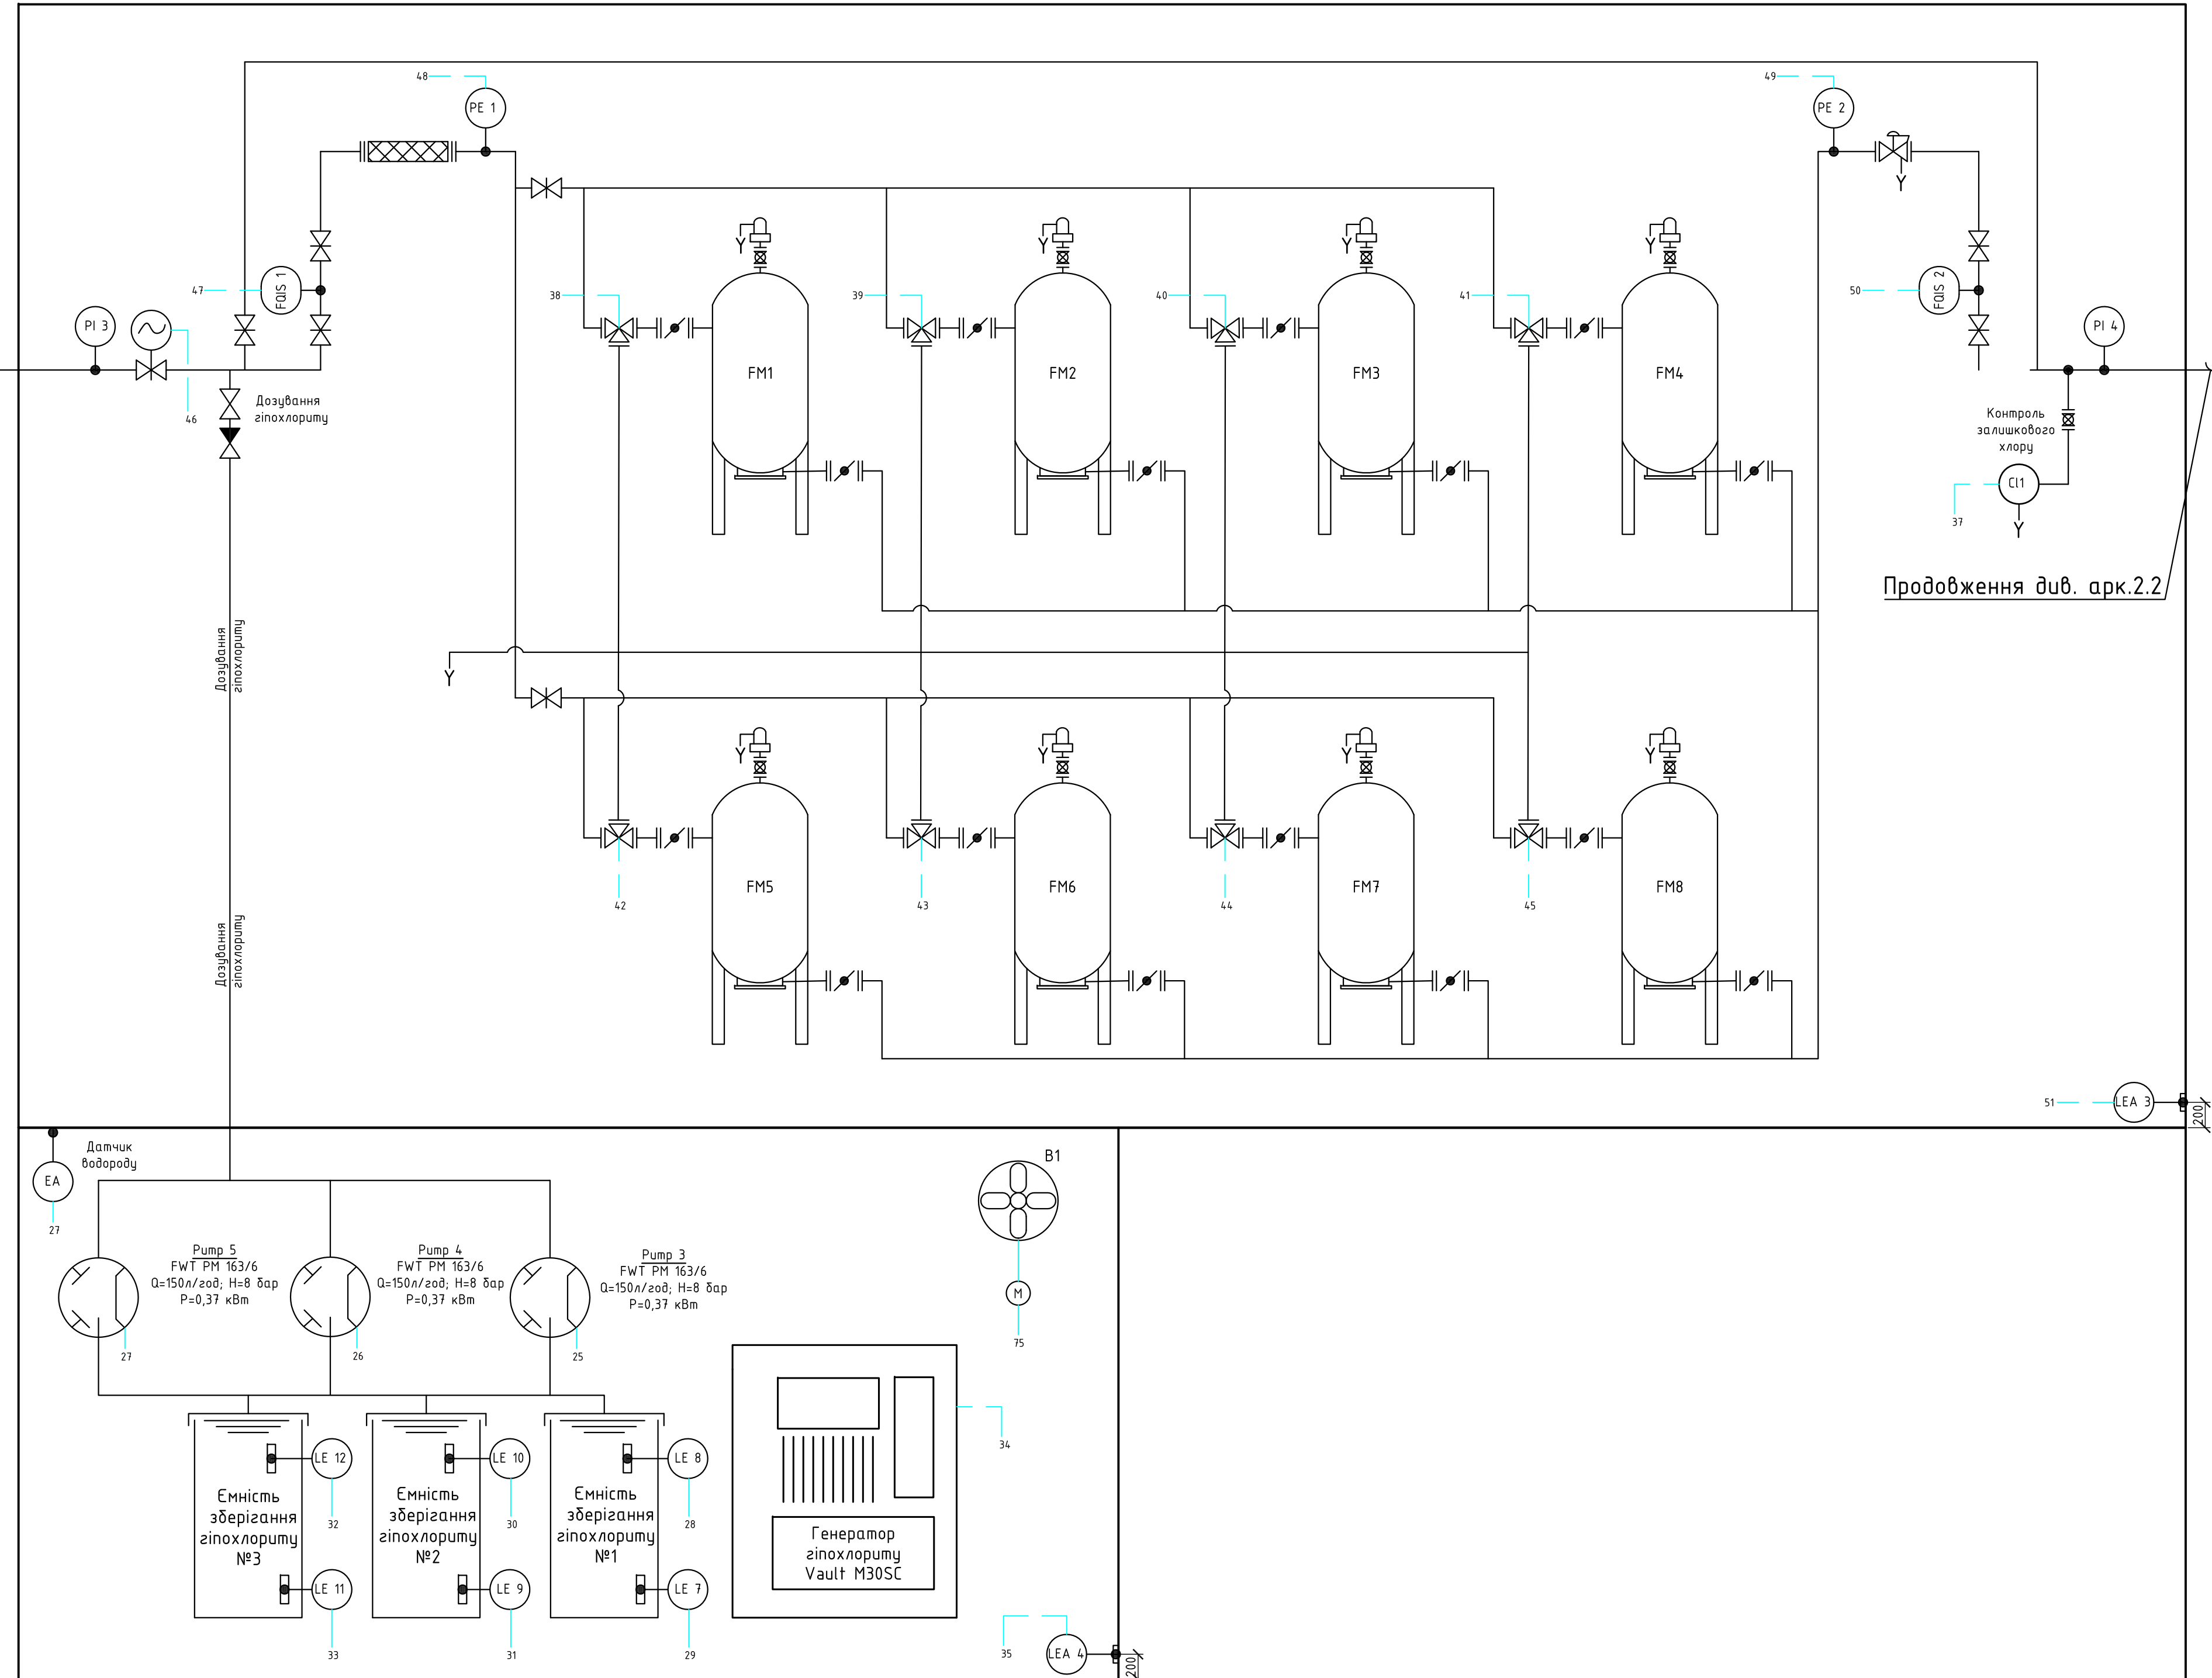 48
PE 1
49
PE 2
47
FQIS 1
50
FQIS 2
PI 3
46
38
39
40
41
PI 4
Дозування
гіпохлориту
FM1
FM2
FM3
FM4
Контроль
залишкового
хлору
Cl1
37
Продовження див. арк.2.2
Дозування
гіпохлориту
Дозування
гіпохлориту
FM5
FM6
FM7
FM8
42
43
44
45
51
LEA 3
200
Датчик
водороду
EA
27
B1
M
75
Pump 5
FWT PM 163/6
Q=150л/год; H=8 бар
P=0,37 кВт
27
Pump 4
FWT PM 163/6
Q=150л/год; H=8 бар
P=0,37 кВт
26
Pump 3
FWT PM 163/6
Q=150л/год; H=8 бар
P=0,37 кВт
25
34
LE 12
LE 10
LE 8
32
30
28
Емність
зберігання
гіпохлориту
№3
Емність
зберігання
гіпохлориту
№2
Емність
зберігання
гіпохлориту
№1
Генератор
гіпохлориту
Vault M30SC
LE 11
LE 9
LE 7
33
31
29
35
LEA 4
200